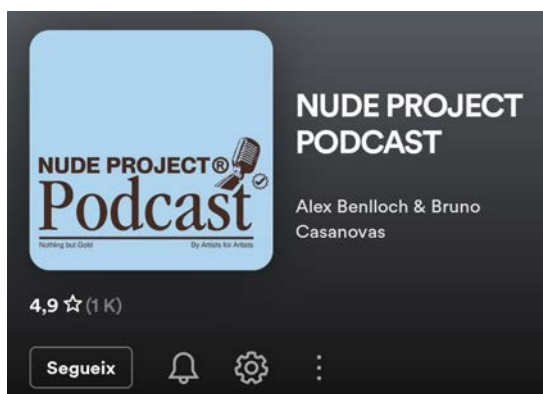 NUDE PROJECT®
Podcast
Nothing but Gold
By Artists for Artists
NUDE PROJECT
PODCAST
Alex Benlloch & Bruno
Casanovas
4,9 ☆ (1 K)
Segueix